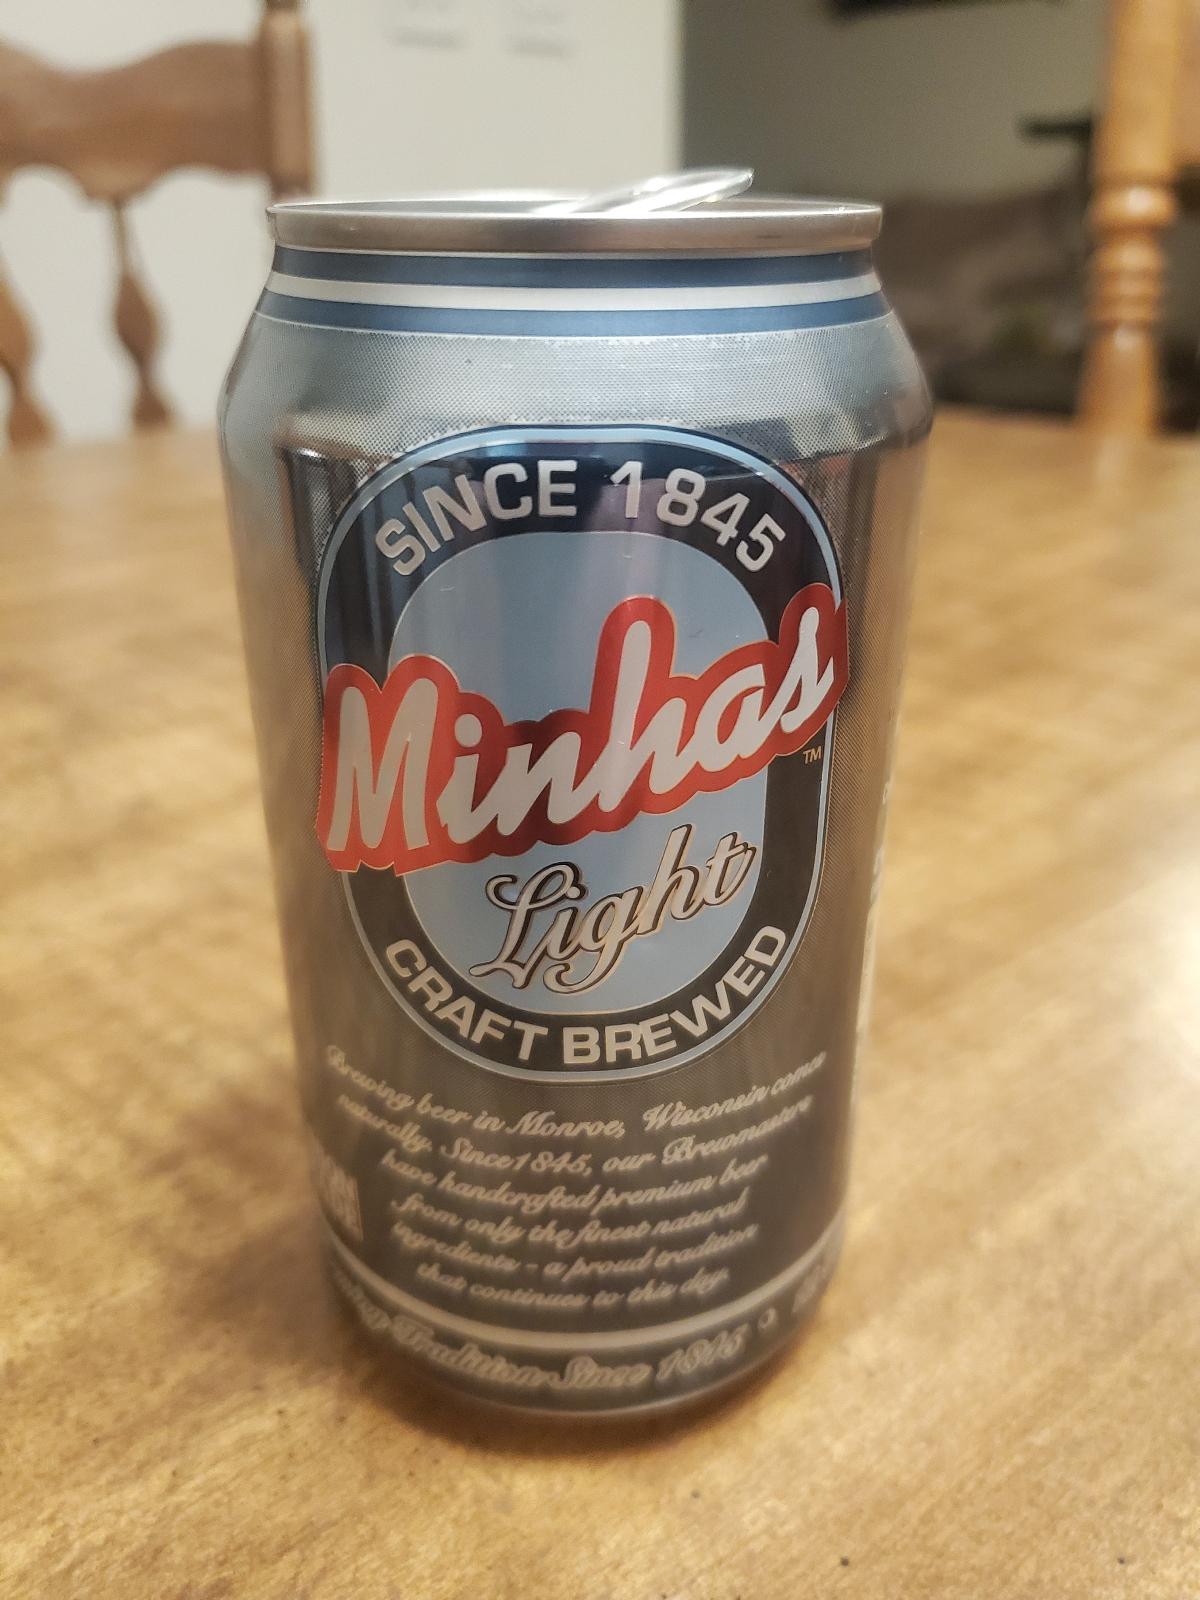 SINCE 1845
Minhas
TM
Light
CRAFT BREWED
Brewing beer in Monroe, Wisconsin comes
naturally. Since1845, our Brewmasters
have handcrafted premium beer
from only the finest natural
ingredients - a proud tradition
that continues to this day.
Tradition Since 1845